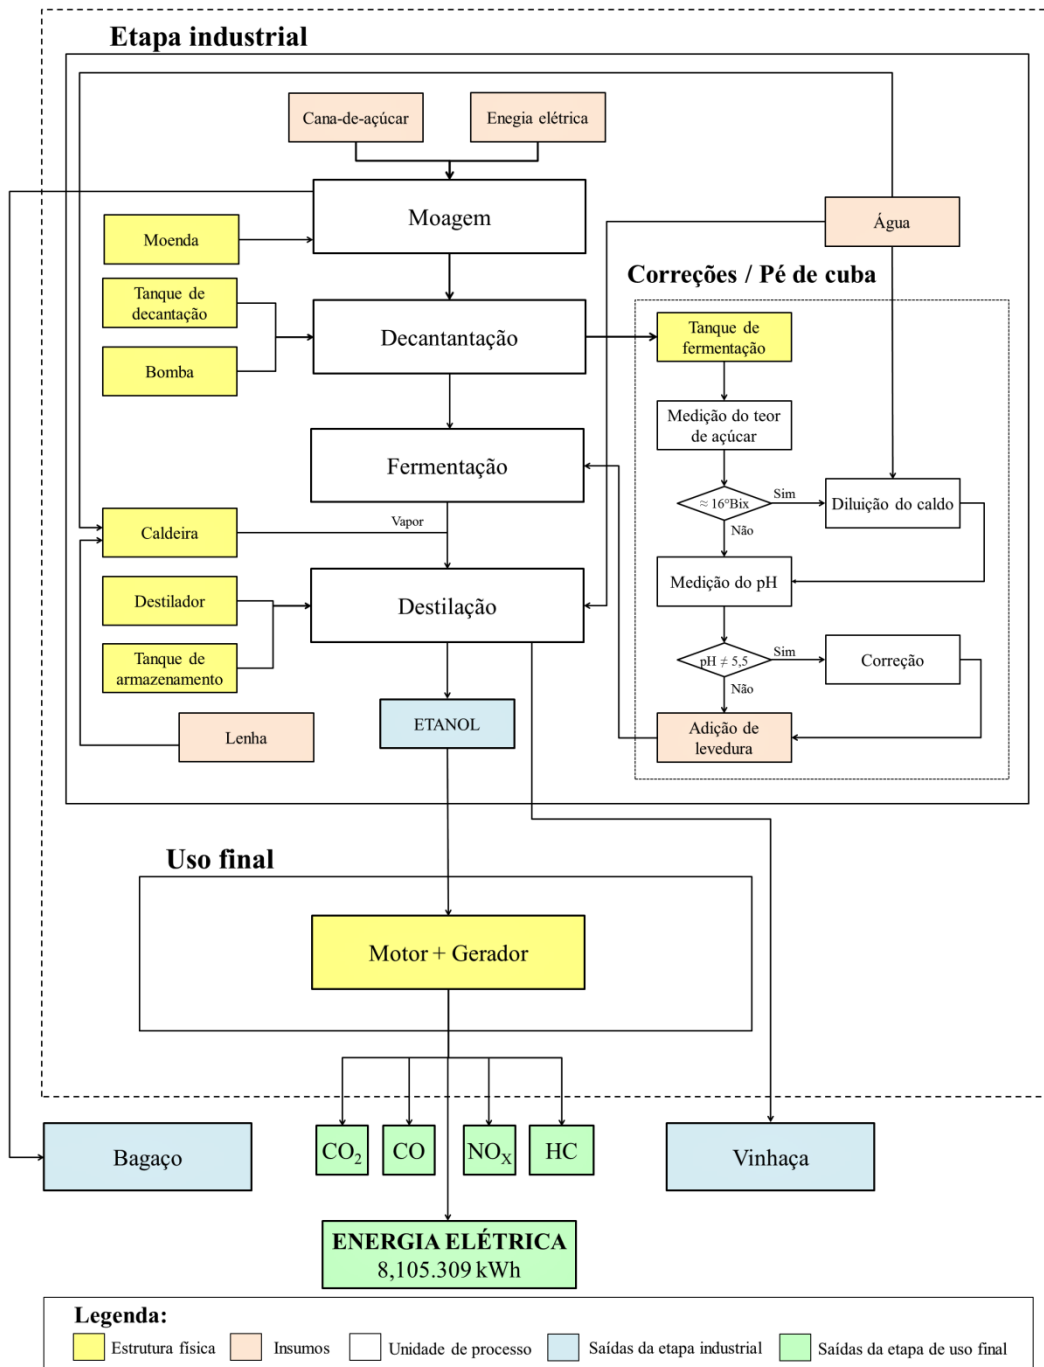 Etapa industrial
Cana-de-açúcar
Enegia elétrica
Moagem
Água
Moenda
Correções / Pé de cuba
Tanque de
decantação
Decantantação
Tanque de
fermentação
Bomba
Medição do teor
de açúcar
Fermentação
≈ 16°Bix
Sim
Diluição do caldo
Não
Vapor
Caldeira
Medição do pH
Destilador
Destilação
Tanque de
armazenamento
pH ≠ 5,5
Sim
Correção
Não
ETANOL
Lenha
Adição de
levedura
Uso final
Motor + Gerador
Bagaço
CO₂
CO
NOX
HC
Vinhaça
ENERGIA ELÉTRICA
8,105.309 kWh
Legenda:
Estrutura física
Insumos
Unidade de processo
Saídas da etapa industrial
Saídas da etapa de uso final